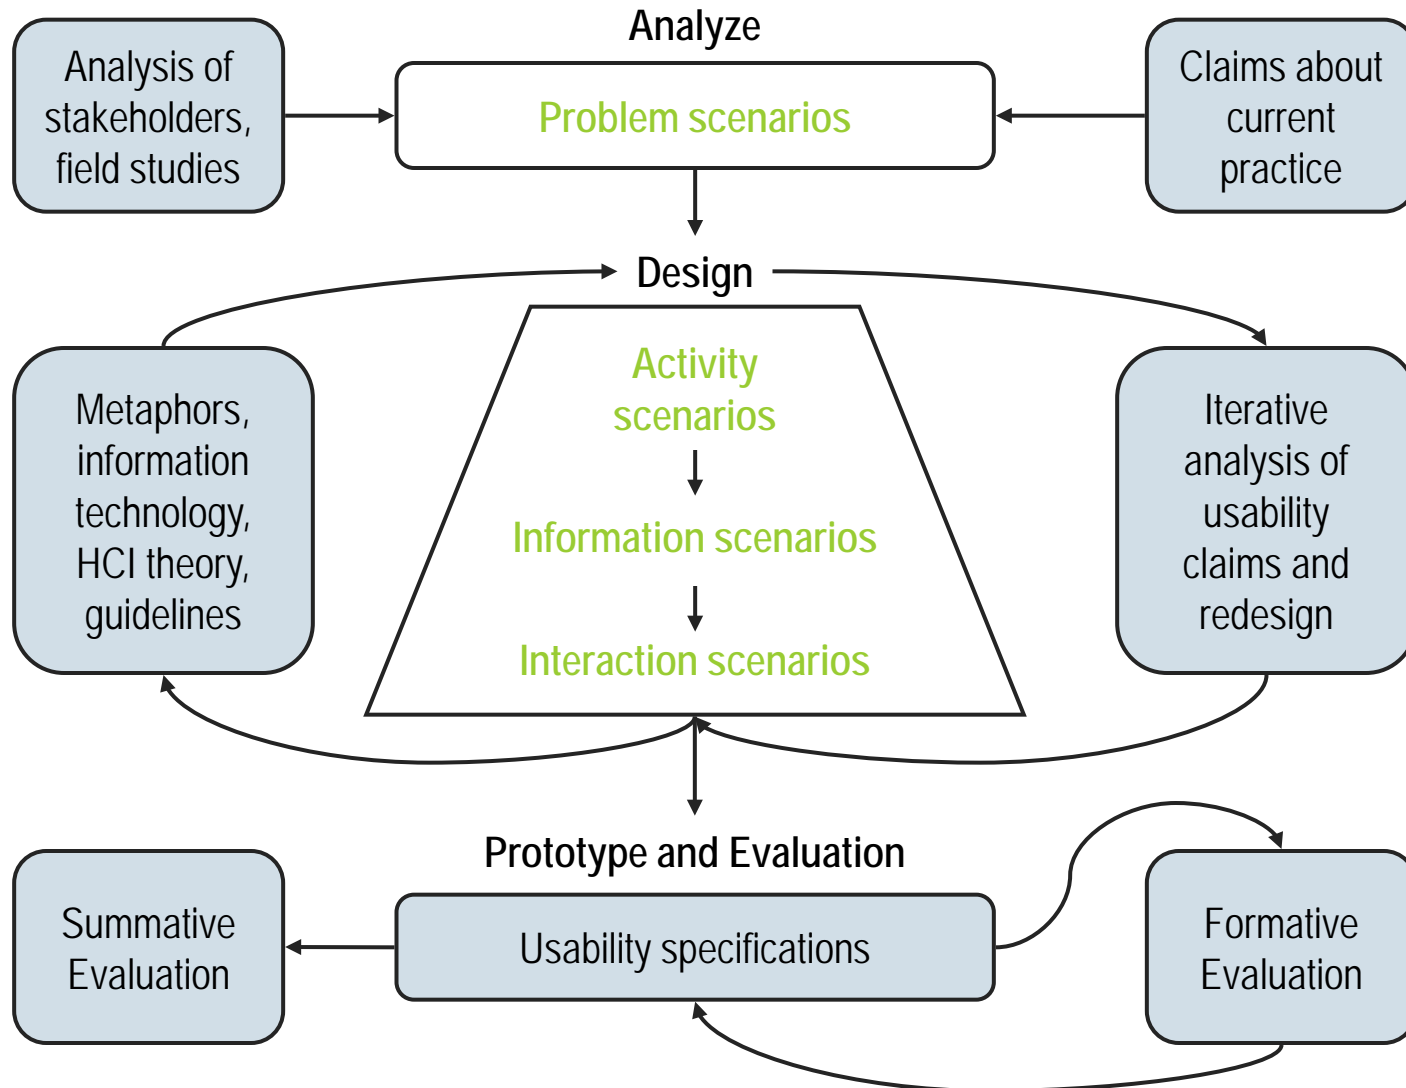 Analyze
Analysis of
stakeholders,
field studies
Problem scenarios
Claims about
current
practice
Design
Metaphors,
information
technology,
HCI theory,
guidelines
Activity
scenarios
Information scenarios
Interaction scenarios
Iterative
analysis of
usability
claims and
redesign
Prototype and Evaluation
Summative
Evaluation
Usability specifications
Formative
Evaluation